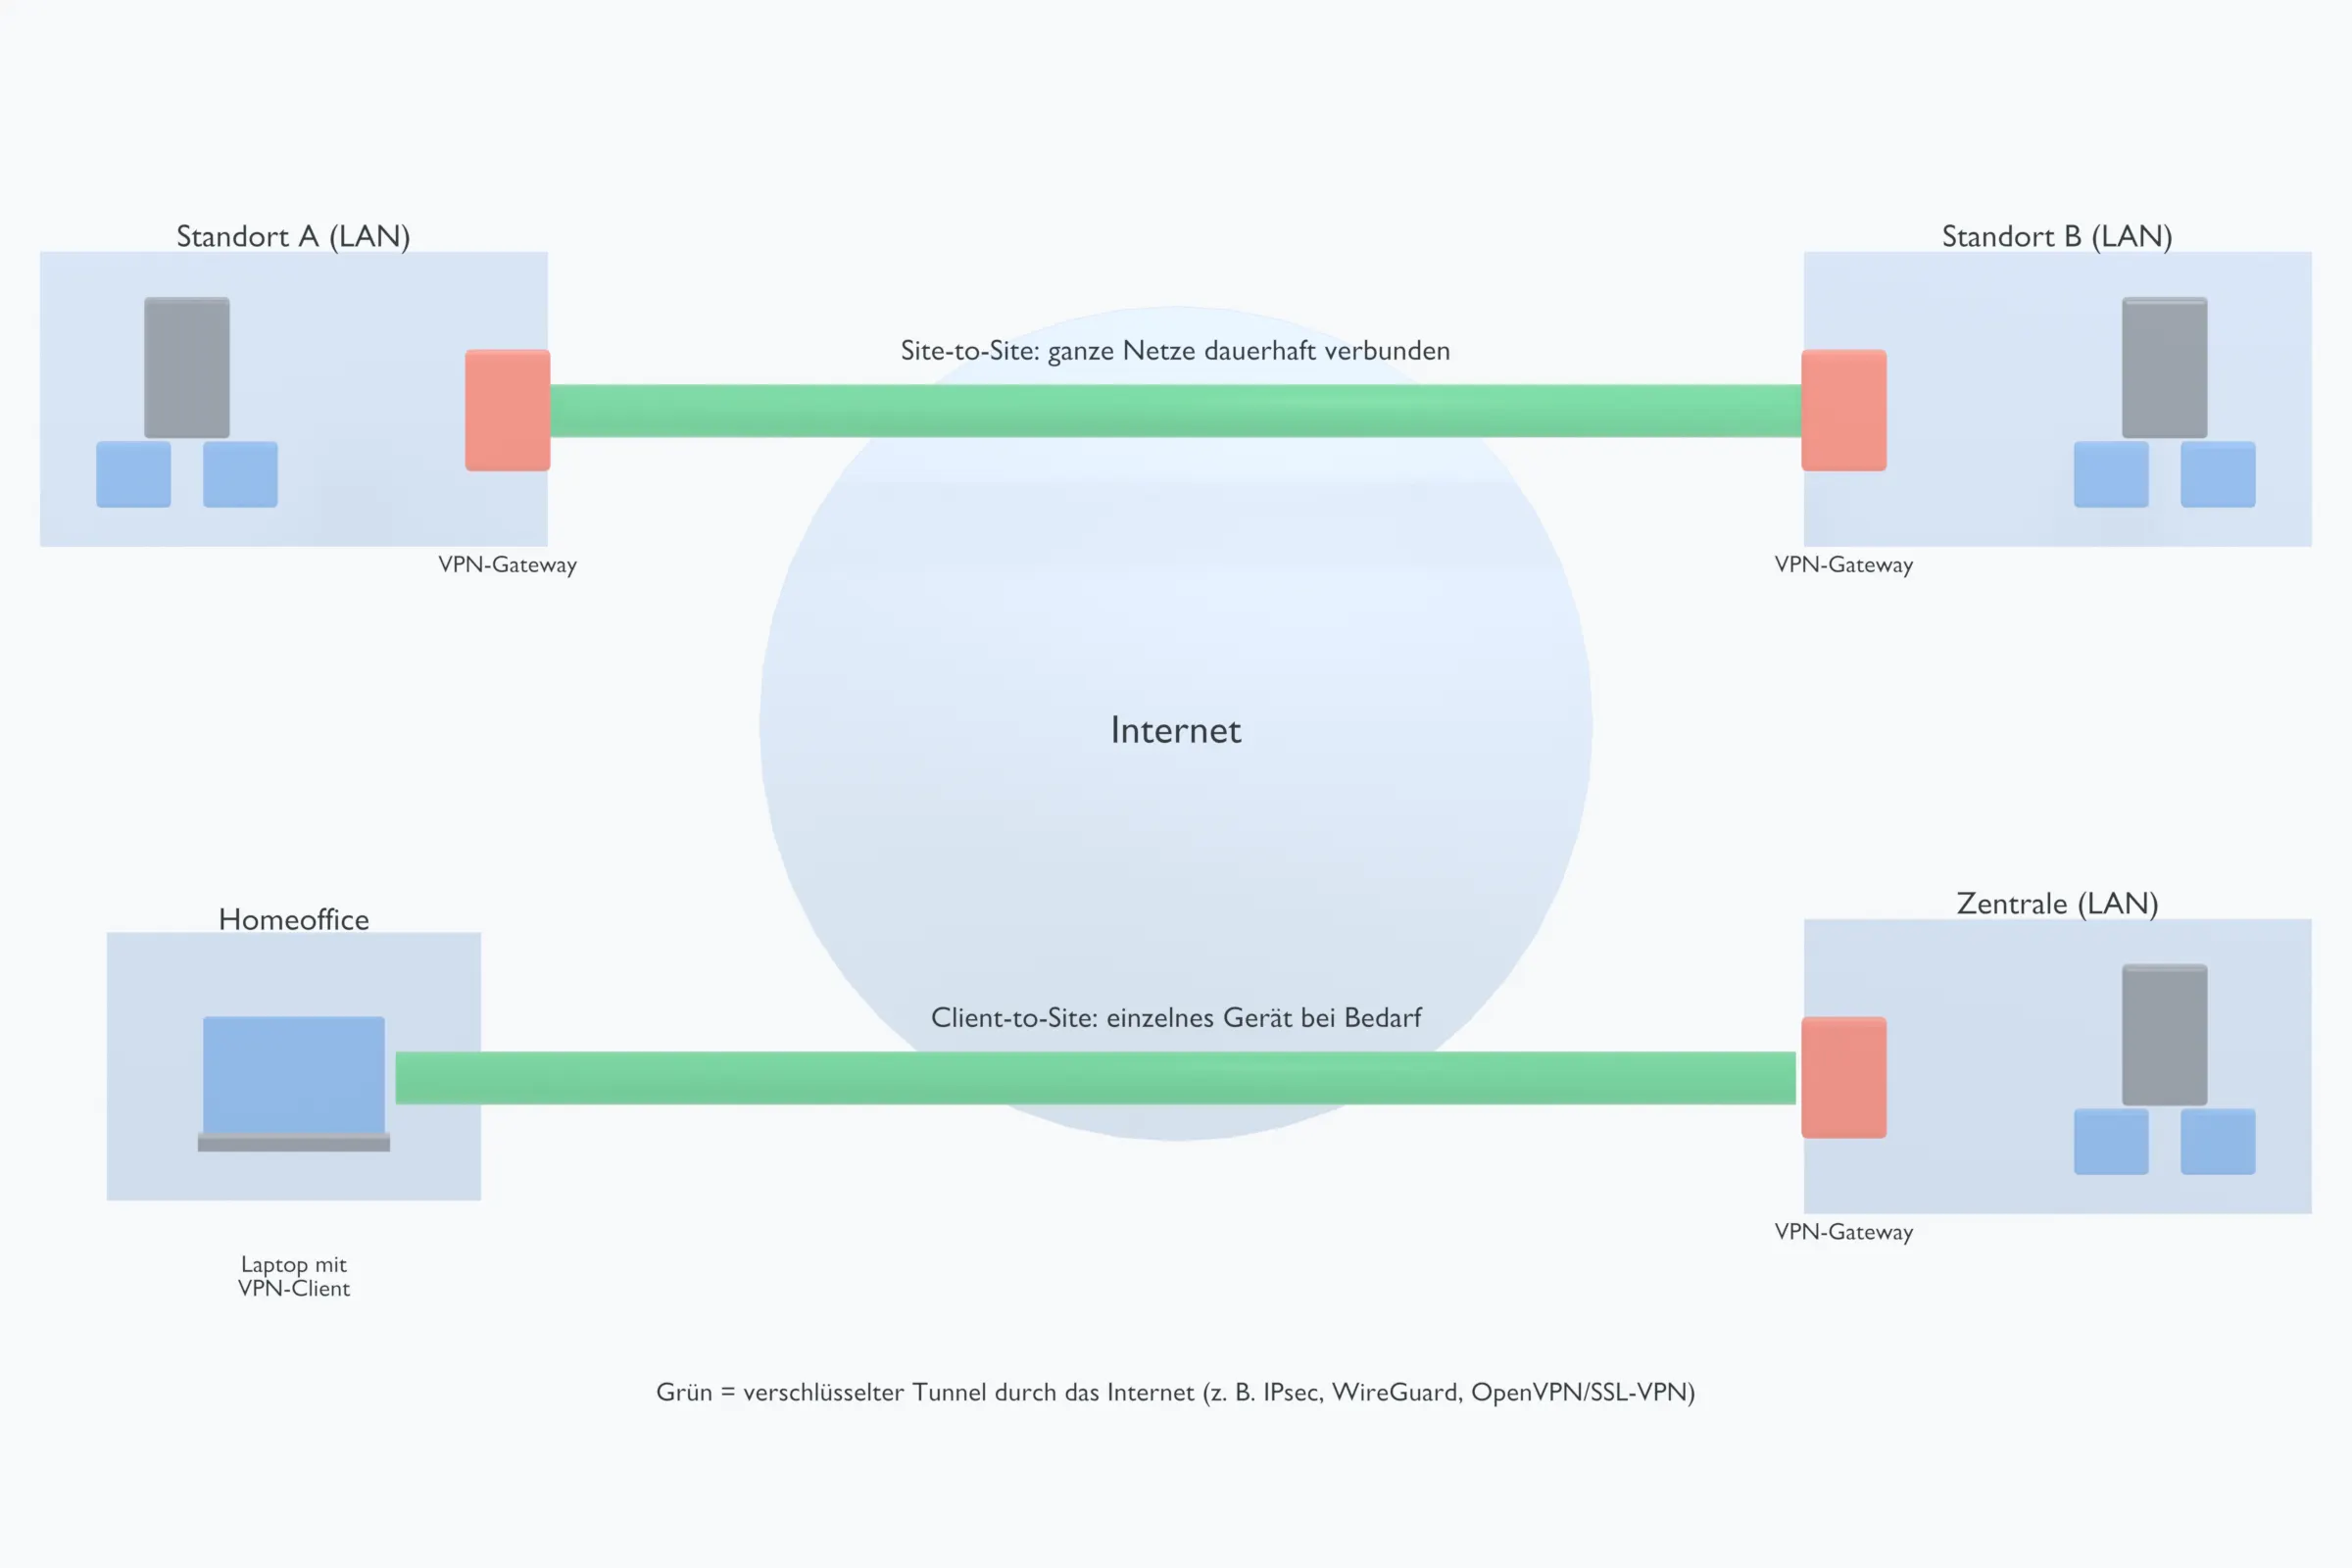 Standort A (LAN)
Standort B (LAN)
Site-to-Site: ganze Netze dauerhaft verbunden
VPN-Gateway
VPN-Gateway
Internet
Homeoffice
Zentrale (LAN)
Client-to-Site: einzelnes Gerät bei Bedarf
VPN-Gateway
Laptop mit
VPN-Client
Grün = verschlüsselter Tunnel durch das Internet (z. B. IPsec, WireGuard, OpenVPN/SSL-VPN)